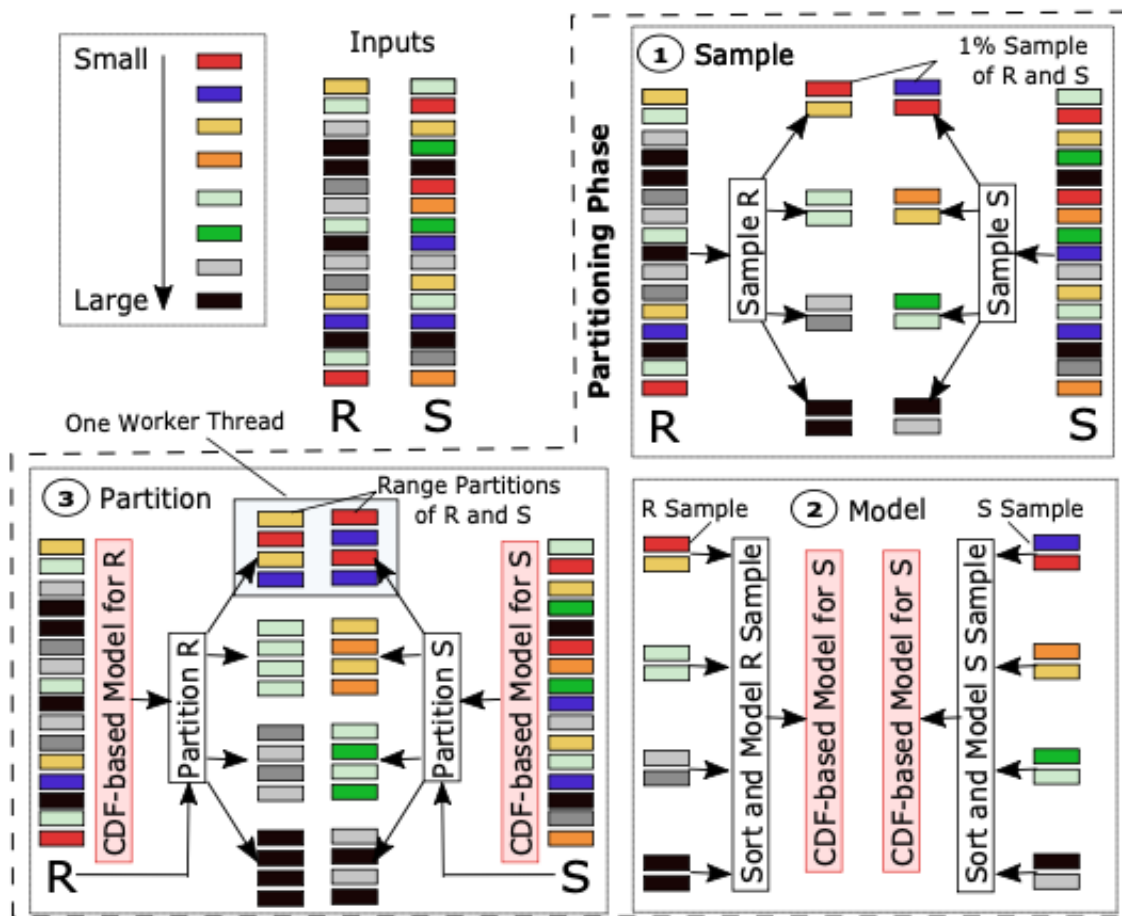 Small
Large
Inputs
R
S
Partitioning Phase
1 Sample
1% Sample
of R and S
Sample R
Sample S
R
S
One Worker Thread
3 Partition
Range Partitions
of R and S
CDF-based Model for R
Partition R
Partition S
CDF-based Model for S
R
S
2 Model
R Sample
S Sample
Sort and Model R Sample
CDF-based Model for S
CDF-based Model for S
Sort and Model S Sample